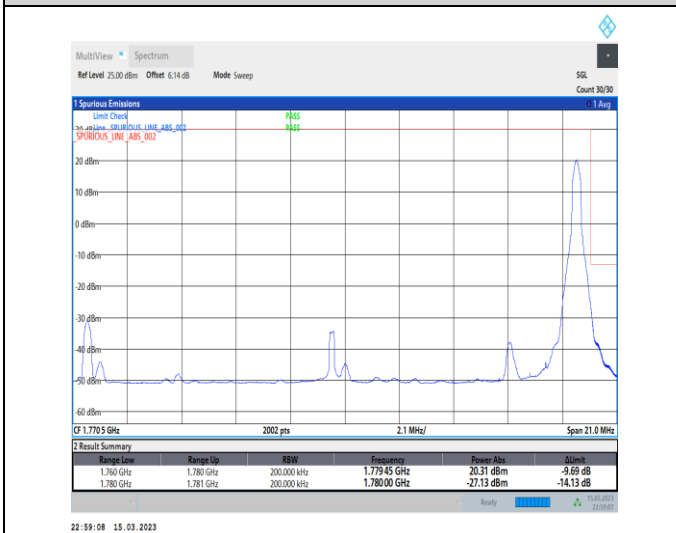 MultiView Spectrum
Ref Level 25.00 dBm Offset 6.14 dB Mode Sweep SGL
Count 30/30
1 Spurious Emissions 1 Avg
Limit Check PASS
Line _SPURIOUS_LINE_ABS_002 PASS
_SPURIOUS_LINE_ABS_002
20 dBm
10 dBm
0 dBm
-10 dBm
-20 dBm
-30 dBm
-40 dBm
-50 dBm
-60 dBm
CF 1.7705 GHz 2002 pts 2.1 MHz/ Span 21.0 MHz
2 Result Summary
Range Low Range Up RBW Frequency Power Abs ΔLimit
1.760 GHz 1.780 GHz 200.000 kHz 1.77945 GHz 20.31 dBm -9.69 dB
1.780 GHz 1.781 GHz 200.000 kHz 1.78000 GHz -27.13 dBm -14.13 dB
Ready 15.03.2023
22:59:07
22:59:08 15.03.2023